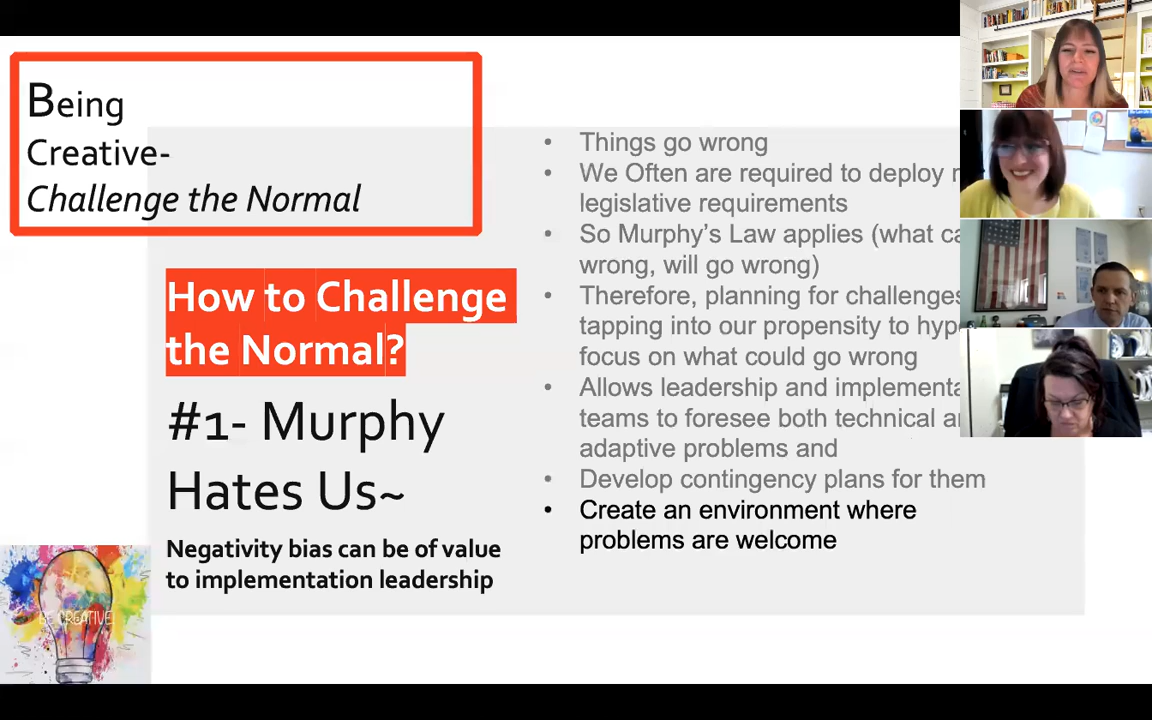 Being
Creative-
Challenge the Normal
How to Challenge
the Normal?
#1- Murphy
Hates Us~
Negativity bias can be of value
to implementation leadership
BE CREATIVE!
• Things go wrong
• We Often are required to deploy
legislative requirements
• So Murphy's Law applies (what
wrong, will go wrong)
• Therefore, planning for challenges
tapping into our propensity to
focus on what could go wrong
• Allows leadership and
teams to foresee both technical
adaptive problems and
• Develop contingency plans for them
• Create an environment where
problems are welcome